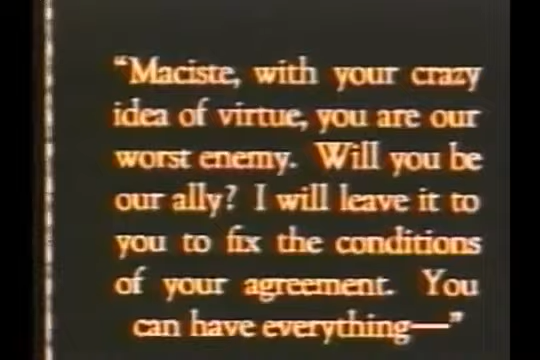 “Maciste, with your crazy
idea of virtue, you are our
worst enemy. Will you be
our ally? I will leave it to
you to fix the conditions
of your agreement. You
can have everything—”